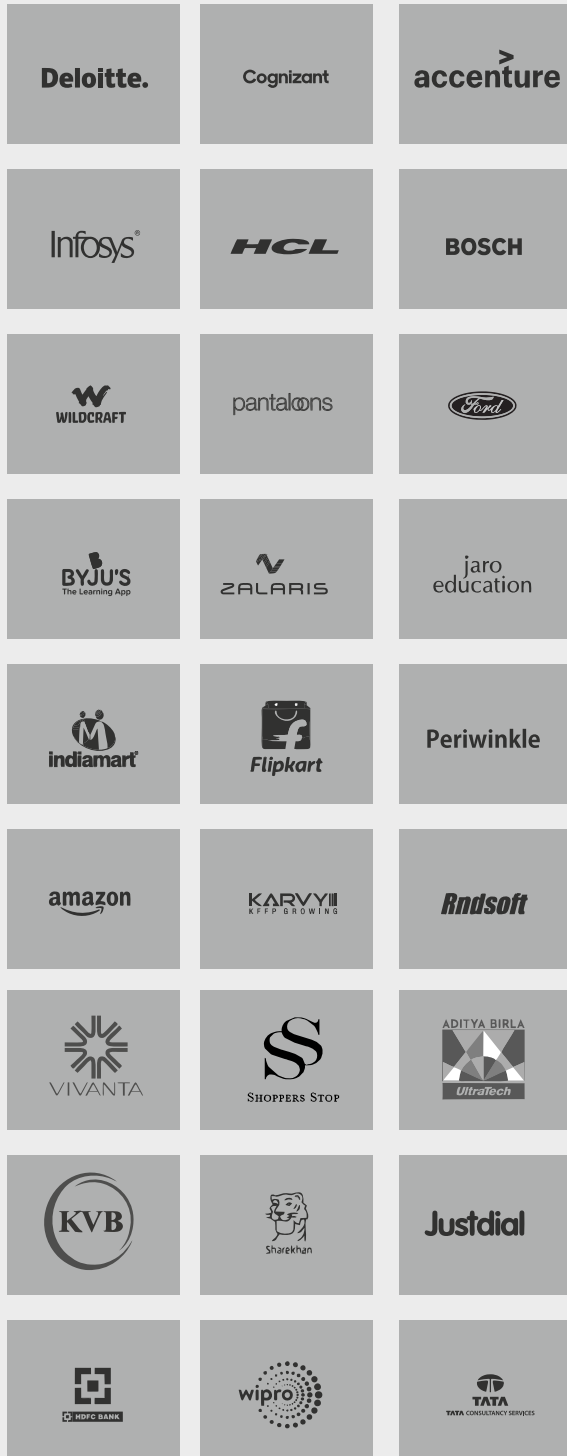 Deloitte.
Cognizant
>
accenture
Infosys®
HCL
BOSCH
WILDCRAFT
pantaloons
Ford
BYJU'S
The Learning App
ZALARIS
jaro
education
M
indiamart
f
Flipkart
Periwinkle
amazon
KARVY
KFFP GROWING
Rndsoft
VIVANTA
SS
SHOPPERS STOP
ADITYA BIRLA
UltraTech
KVB
Sharekhan
Justdial
HDFC BANK
wipro
TATA
TATA CONSULTANCY SERVICES